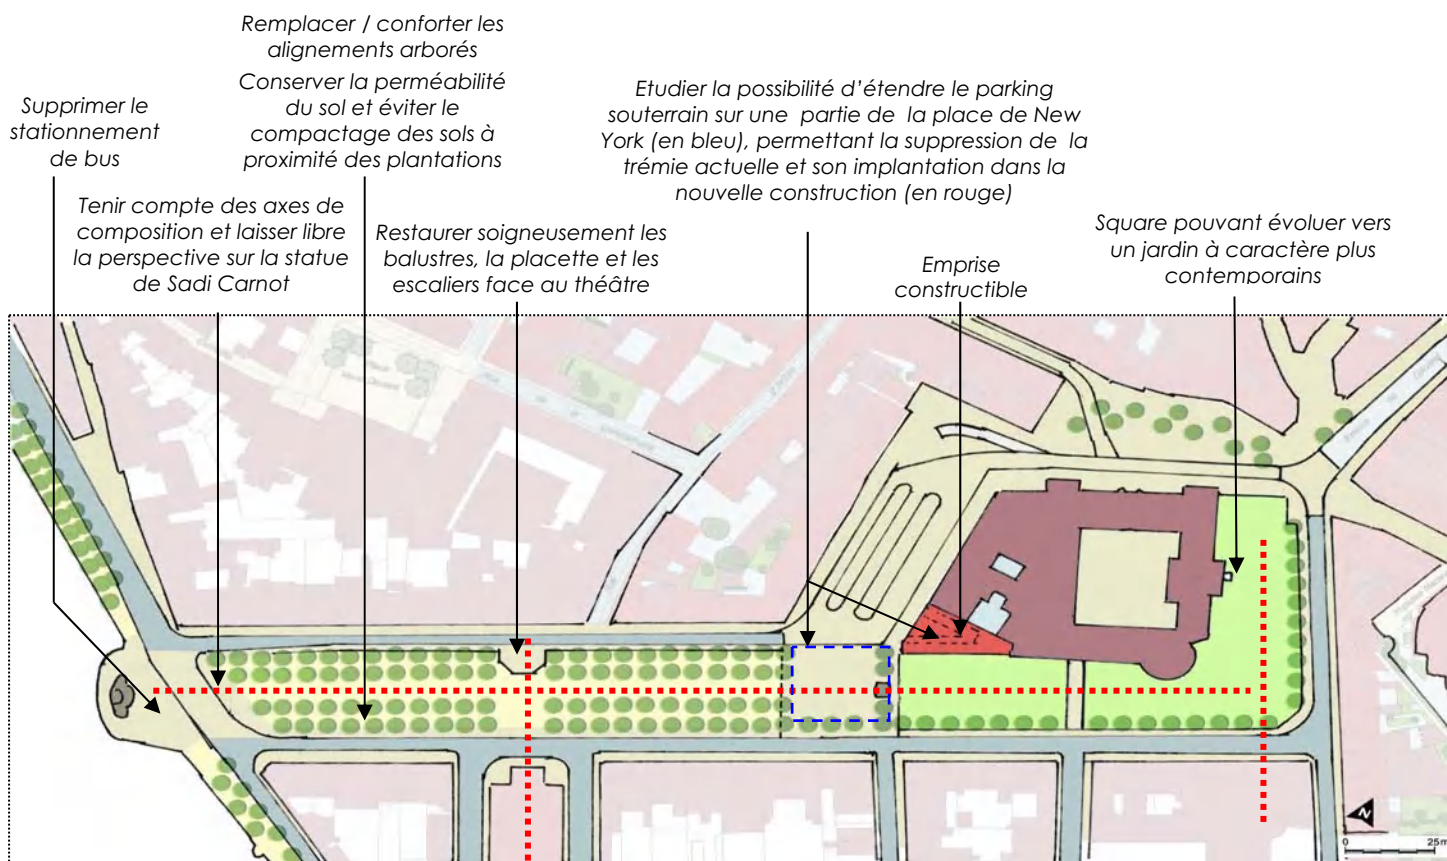 Remplacer / conforter les
alignements arborés
Conserver la perméabilité
du sol et éviter le
compactage des sols à
proximité des plantations
Supprimer le
stationnement
de bus
Etudier la possibilité d'étendre le parking
souterrain sur une partie de la place de New
York (en bleu), permettant la suppression de la
trémie actuelle et son implantation dans la
nouvelle construction (en rouge)
Tenir compte des axes de
composition et laisser libre
la perspective sur la statue
de Sadi Carnot
Restaurer soigneusement les
balustres, la placette et les
escaliers face au théâtre
Emprise
constructible
Square pouvant évoluer vers
un jardin à caractère plus
contemporains
N
0 25m